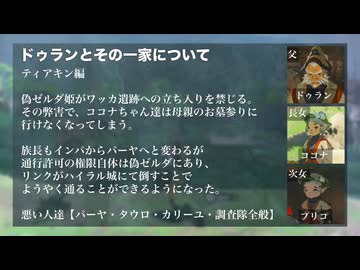 ドゥランとその一家について
ティアキン編
偽ゼルダ姫がワッカ遺跡への立ち入りを禁じる。
その弊害で、ココナちゃん達は母親のお墓参りに
行けなくなってしまう。
族長もインパからパーヤへと変わるが
通行許可の権限自体は偽ゼルダにあり、
リンクがハイラル城にて倒すことで
ようやく通ることができるようになった。
悪い人達【パーヤ・タウロ・カリーユ・調査隊全般】
父
ドゥラン
長女
ココナ
次女
プリコ